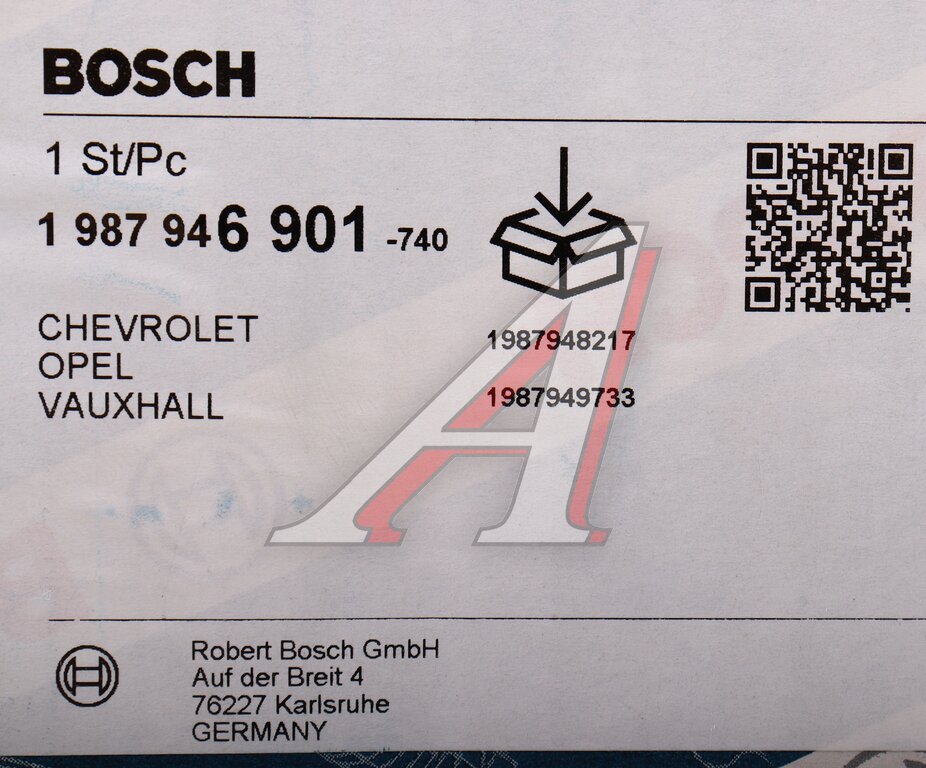 BOSCH
1 St/Pc
1 987 946 901 -740
CHEVROLET
OPEL
VAUXHALL
1987948217
1987949733
Robert Bosch GmbH
Auf der Breit 4
76227 Karlsruhe
GERMANY